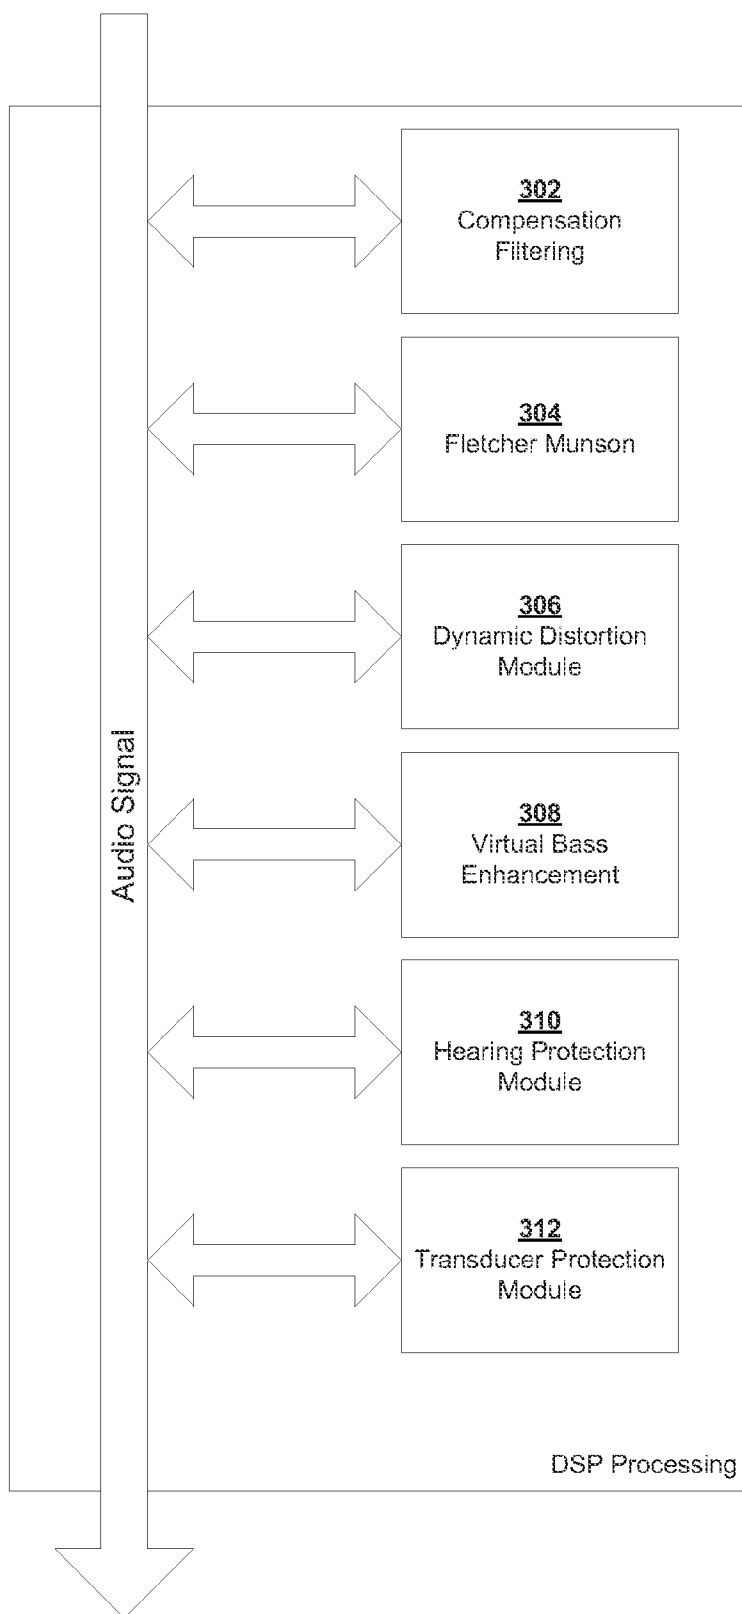 302
Compensation
Filtering
304
Fletcher Munson
306
Dynamic Distortion
Module
Audio Signal
308
Virtual Bass
Enhancement
310
Hearing Protection
Module
312
Transducer Protection
Module
DSP Processing